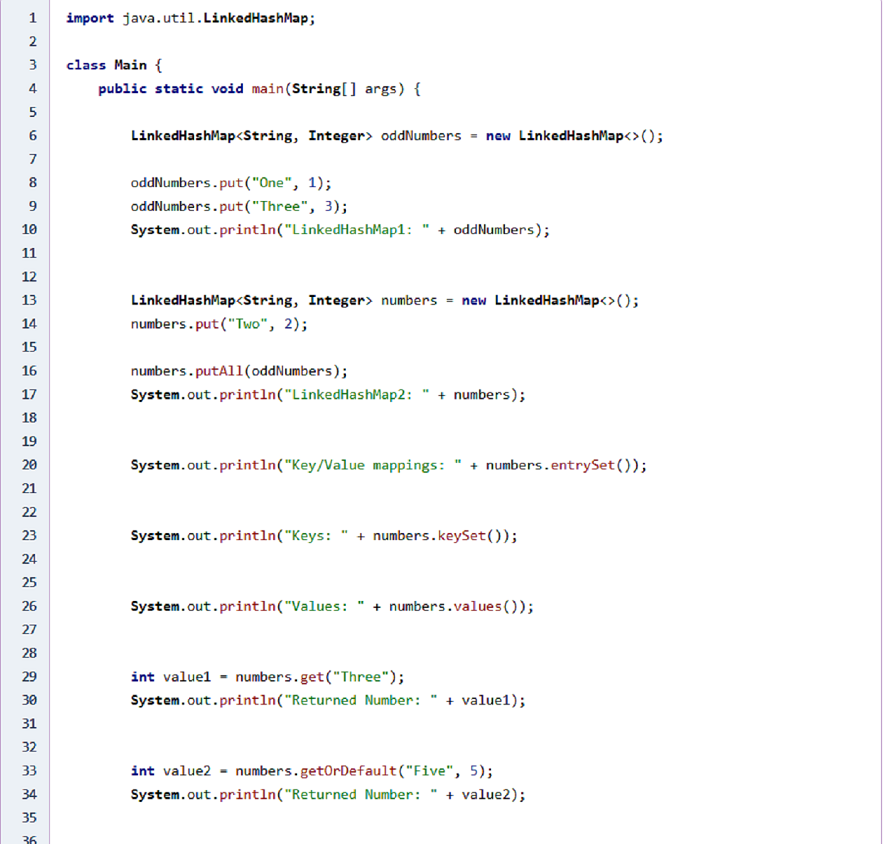 1 import java.util.LinkedHashMap;
2
3 class Main {
4 public static void main(String[] args) {
5
6 LinkedHashMap<String, Integer> oddNumbers = new LinkedHashMap<>();
7
8 oddNumbers.put("One", 1);
9 oddNumbers.put("Three", 3);
10 System.out.println("LinkedHashMap1: " + oddNumbers);
11
12
13 LinkedHashMap<String, Integer> numbers = new LinkedHashMap<>();
14 numbers.put("Two", 2);
15
16 numbers.putAll(oddNumbers);
17 System.out.println("LinkedHashMap2: " + numbers);
18
19
20 System.out.println("Key/Value mappings: " + numbers.entrySet());
21
22
23 System.out.println("Keys: " + numbers.keySet());
24
25
26 System.out.println("Values: " + numbers.values());
27
28
29 int value1 = numbers.get("Three");
30 System.out.println("Returned Number: " + value1);
31
32
33 int value2 = numbers.getOrDefault("Five", 5);
34 System.out.println("Returned Number: " + value2);
35
36